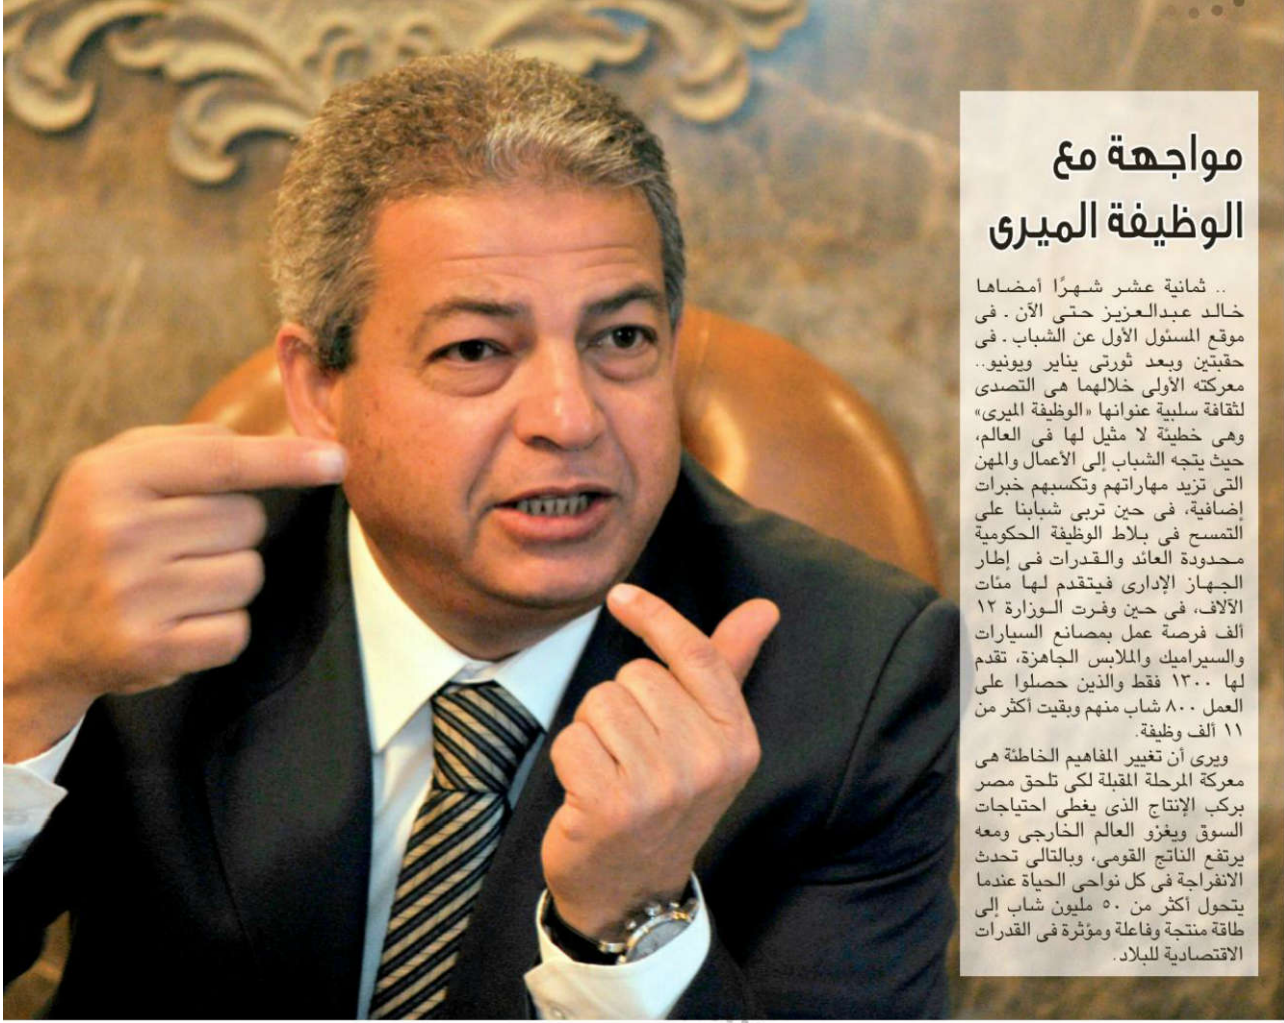 مواجهة مع
الوظيفة الميرى
.. ثمانية عشر شهرًا أمضاها
خالد عبدالعزيز حتى الآن . فى
موقع المسئول الأول عن الشباب . فى
حقبتين وبعد ثورتى يناير ويونيو..
معركته الأولى خلالهما هى التصدى
لثقافة سلبية عنوانها «الوظيفة الميرى»
وهى خطيئة لا مثيل لها فى العالم،
حيث يتجه الشباب إلى الأعمال والمهن
التى تزيد مهاراتهم وتكسبهم خبرات
إضافية، فى حين تربى شبابنا على
التمسح فى بلاط الوظيفة الحكومية
محدودة العائد والقدرات فى إطار
الجهاز الإدارى فيتقدم لها مئات
الآلاف، فى حين وفرت الوزارة ١٢
ألف فرصة عمل بمصانع السيارات
والسيراميك والملابس الجاهزة، تقدم
لها ١٣٠٠ فقط والذين حصلوا على
العمل ٨٠٠ شاب منهم وبقيت أكثر من
١١ ألف وظيفة.
ويرى أن تغيير المفاهيم الخاطئة هى
معركة المرحلة المقبلة لكى تلحق مصر
بركب الإنتاج الذى يغطى احتياجات
السوق ويغزو العالم الخارجى ومعه
يرتفع الناتج القومى، وبالتالى تحدث
الانفراجة فى كل نواحى الحياة عندما
يتحول أكثر من ٥٠ مليون شاب إلى
طاقة منتجة وفاعلة ومؤثرة فى القدرات
الاقتصادية للبلاد.